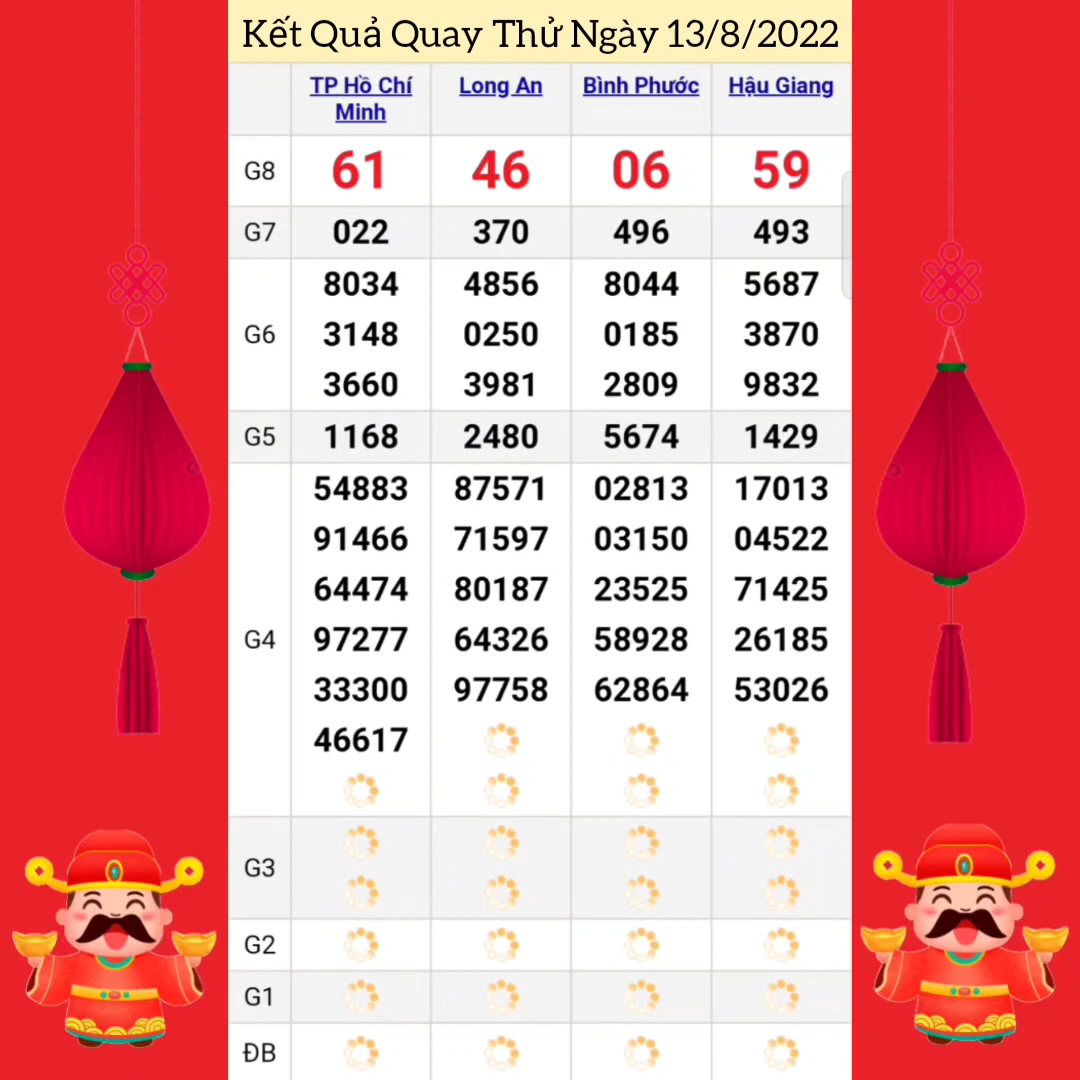 Kết Quả Quay Thử Ngày 13/8/2022
TP Hồ Chí Minh Long An Bình Phước Hậu Giang
G8 61 46 06 59
G7 022 370 496 493
8034 4856 8044 5687
G6 3148 0250 0185 3870
3660 3981 2809 9832
G5 1168 2480 5674 1429
54883 87571 02813 17013
91466 71597 03150 04522
64474 80187 23525 71425
G4 97277 64326 58928 26185
33300 97758 62864 53026
46617
G3
G2
G1
ĐB